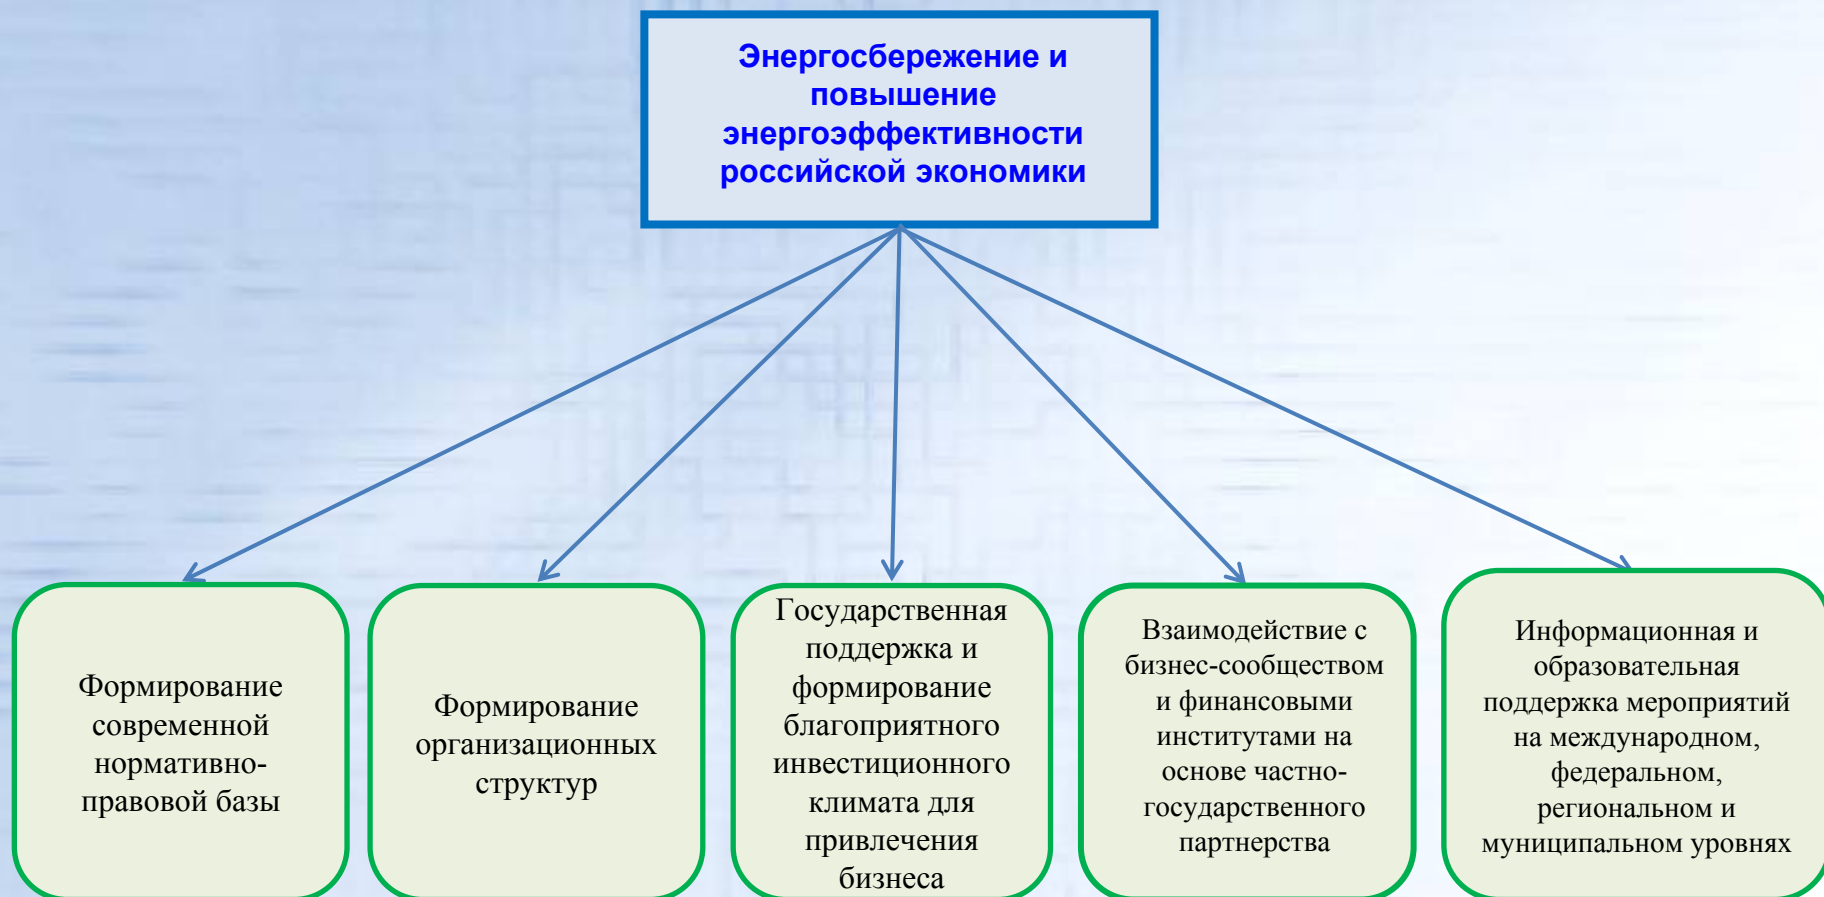 Энергосбережение и
повышение
энергоэффективности
российской экономики
Формирование
современной
нормативно-
правовой базы
Формирование
организационных
структур
Государственная
поддержка и
формирование
благоприятного
инвестиционного
климата для
привлечения
бизнеса
Взаимодействие с
бизнес-сообществом
и финансовыми
институтами на
основе частно-
государственного
партнерства
Информационная и
образовательная
поддержка мероприятий
на международном,
федеральном,
региональном и
муниципальном уровнях